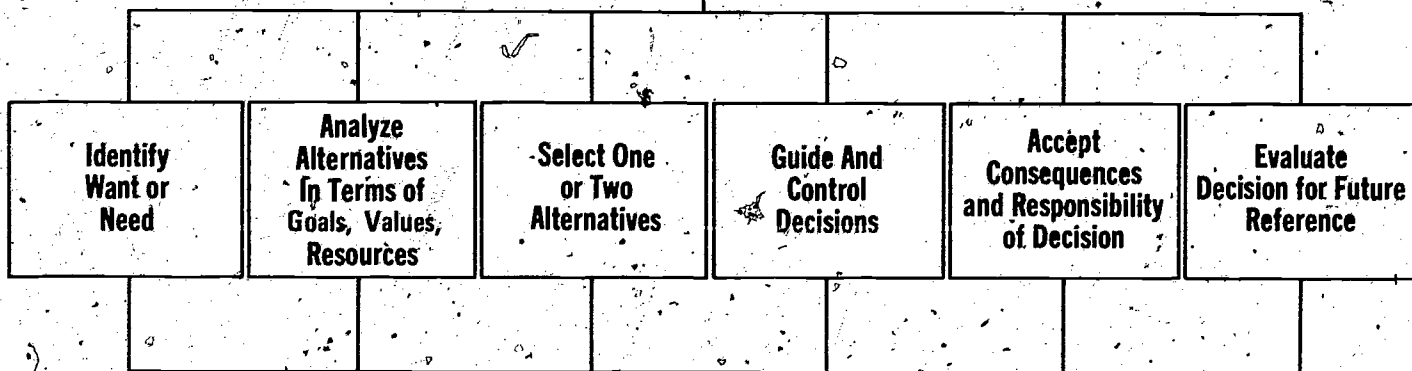 Identify
Want or
Need
Analyze
Alternatives
In Terms of
Goals, Values,
Resources
Select One
or Two
Alternatives
Guide And
Control
Decisions
Accept
Consequences
and Responsibility
of Decision
Evaluate
Decision for Future
Reference